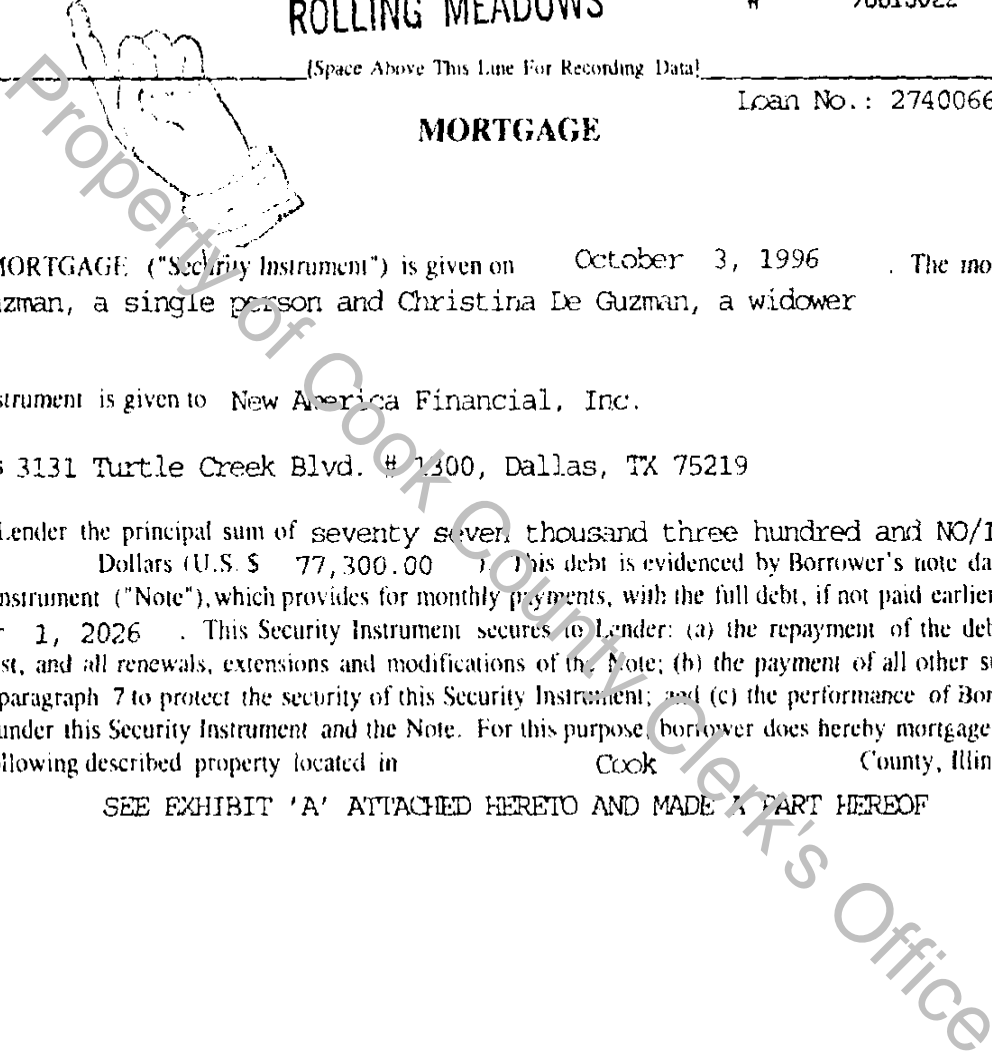 ROLLING MEADOWS #
{Space Above This Line For Recording Data}
Loan No.: 2740066
MORTGAGE
MORTGAGE ("Security Instrument") is given on October 3, 1996 . The mo
zman, a single person and Christina De Guzman, a widower
strument is given to New America Financial, Inc.
s 3131 Turtle Creek Blvd. # 1300, Dallas, TX 75219
Lender the principal sum of seventy seven thousand three hundred and NO/1
Dollars (U.S. $ 77,300.00 ). This debt is evidenced by Borrower's note da
nstrument ("Note"), which provides for monthly payments, with the full debt, if not paid earlier
r 1, 2026 . This Security Instrument secures to Lender: (a) the repayment of the deb
st, and all renewals, extensions and modifications of the Note; (b) the payment of all other su
paragraph 7 to protect the security of this Security Instrument; and (c) the performance of Bor
under this Security Instrument and the Note. For this purpose, borrower does hereby mortgage
llowing described property located in Cook County, Illin
SEE EXHIBIT 'A' ATTACHED HERETO AND MADE A PART HEREOF
Property of Cook County Clerk's Office